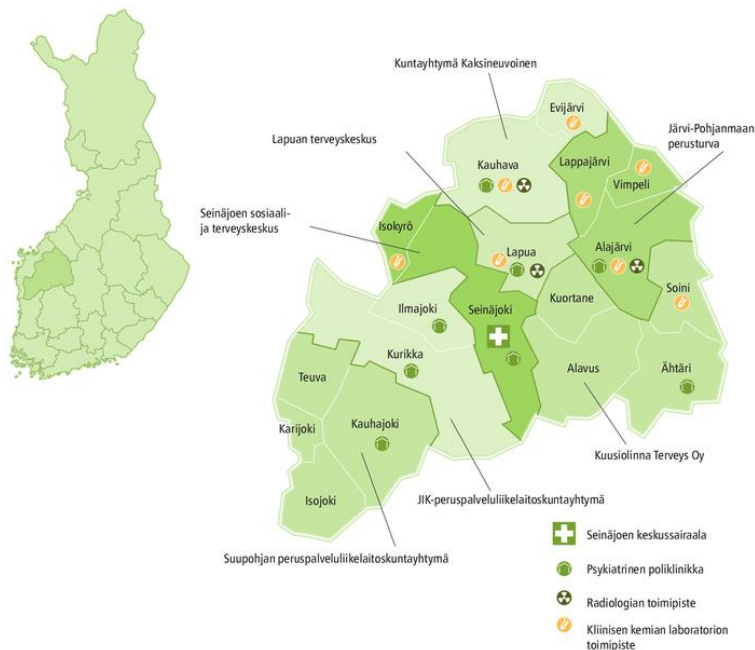 Kuntayhtymä Kaksineuvoinen
Evijärvi
Järvi-Pohjanmaan
perusturva
Lapuan terveyskeskus
Kauhava
Lappajärvi
Vimpeli
Seinäjoen sosiaali-
ja terveyskeskus
Isokyrö
Lapua
Alajärvi
Ilmajoki
Seinäjoki
Kuortane
Soini
Kurikka
Teuva
Alavus
Ähtäri
Karijoki
Kauhajoki
Kuusiolinna Terveys Oy
Isojoki
JIK-peruspalveluliikelaitoskuntayhtymä
Suupohjan peruspalveluliikelaitoskuntayhtymä
Seinäjoen keskussairaala
Psykiatrinen poliklinikka
Radiologian toimipiste
Kliinisen kemian laboratorion
toimipiste